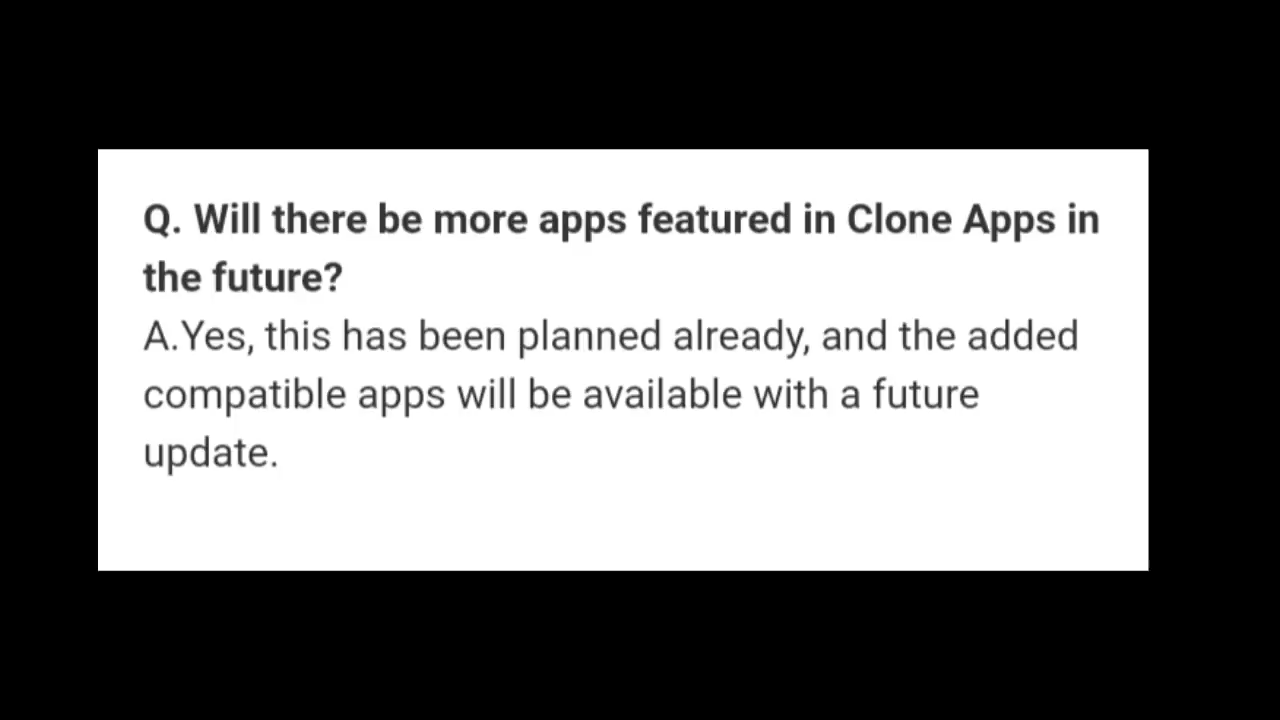 Q. Will there be more apps featured in Clone Apps in
the future?
A.Yes, this has been planned already, and the added
compatible apps will be available with a future
update.